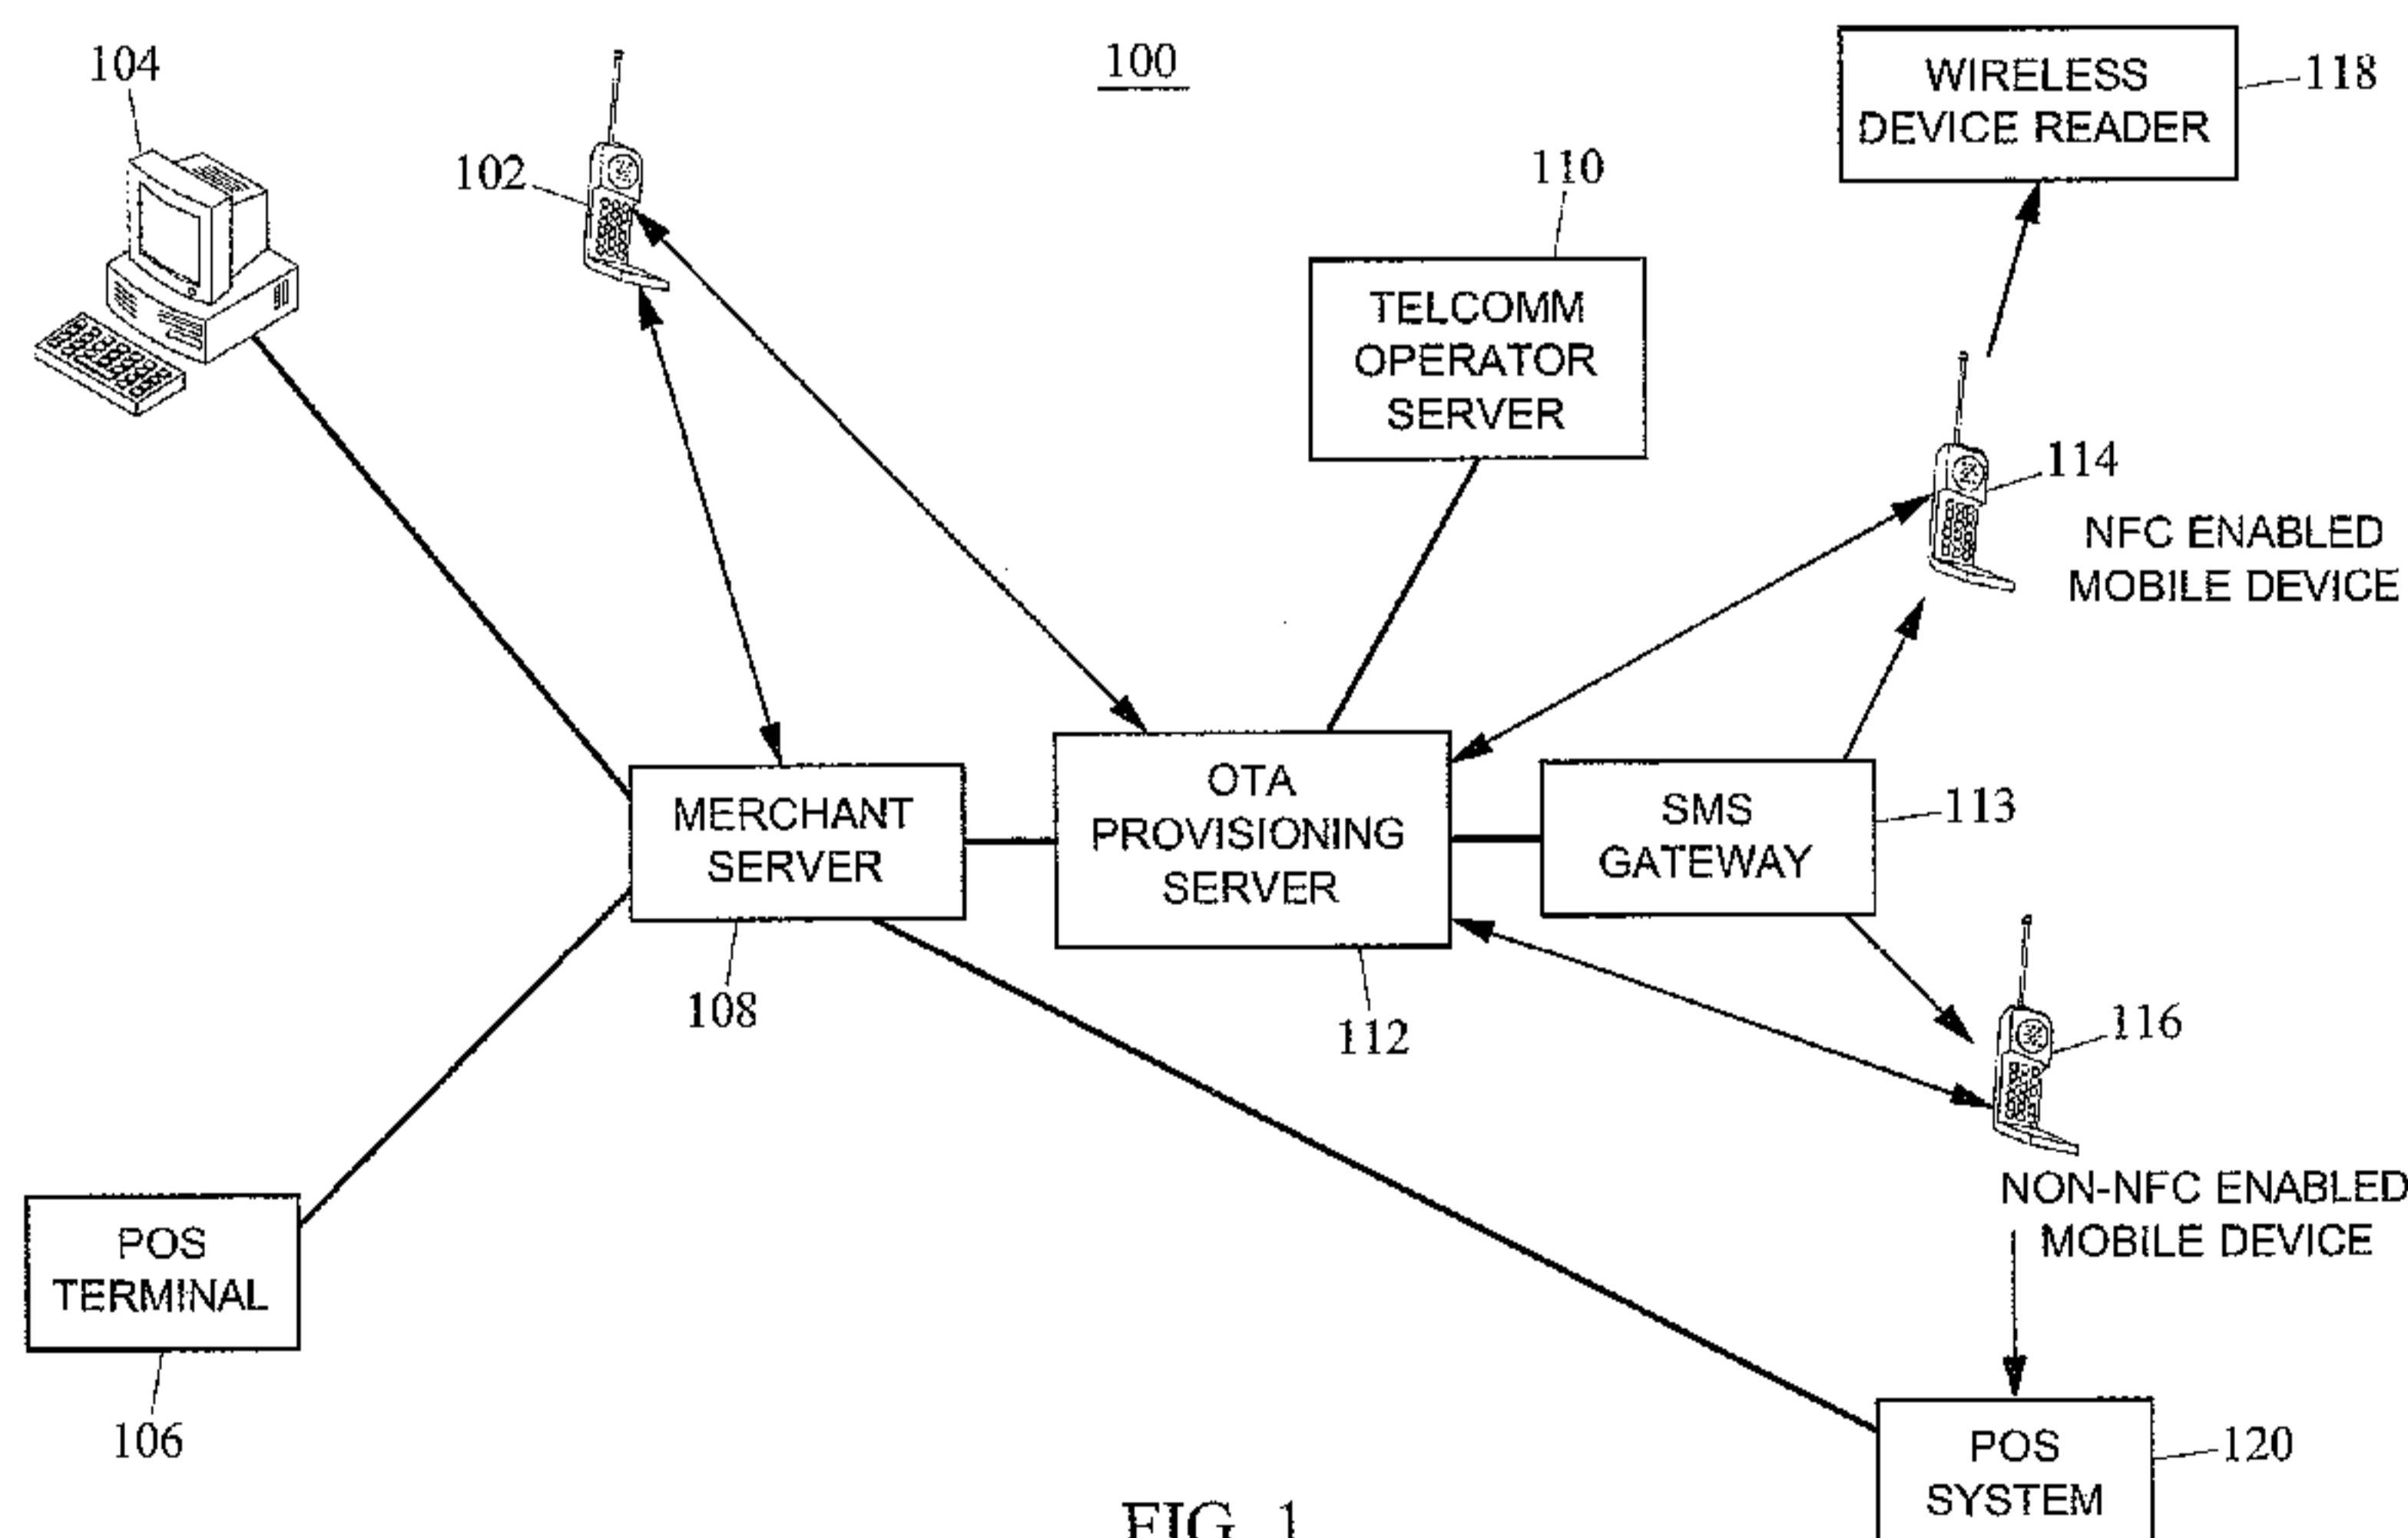 100
104
102
110
WIRELESS
DEVICE READER
118
TELCOMM
OPERATOR
SERVER
114
NFC ENABLED
MOBILE DEVICE
MERCHANT
SERVER
108
OTA
PROVISIONING
SERVER
112
SMS
GATEWAY
113
116
NON-NFC ENABLED
MOBILE DEVICE
POS
TERMINAL
106
POS
SYSTEM
120
FIG. 1